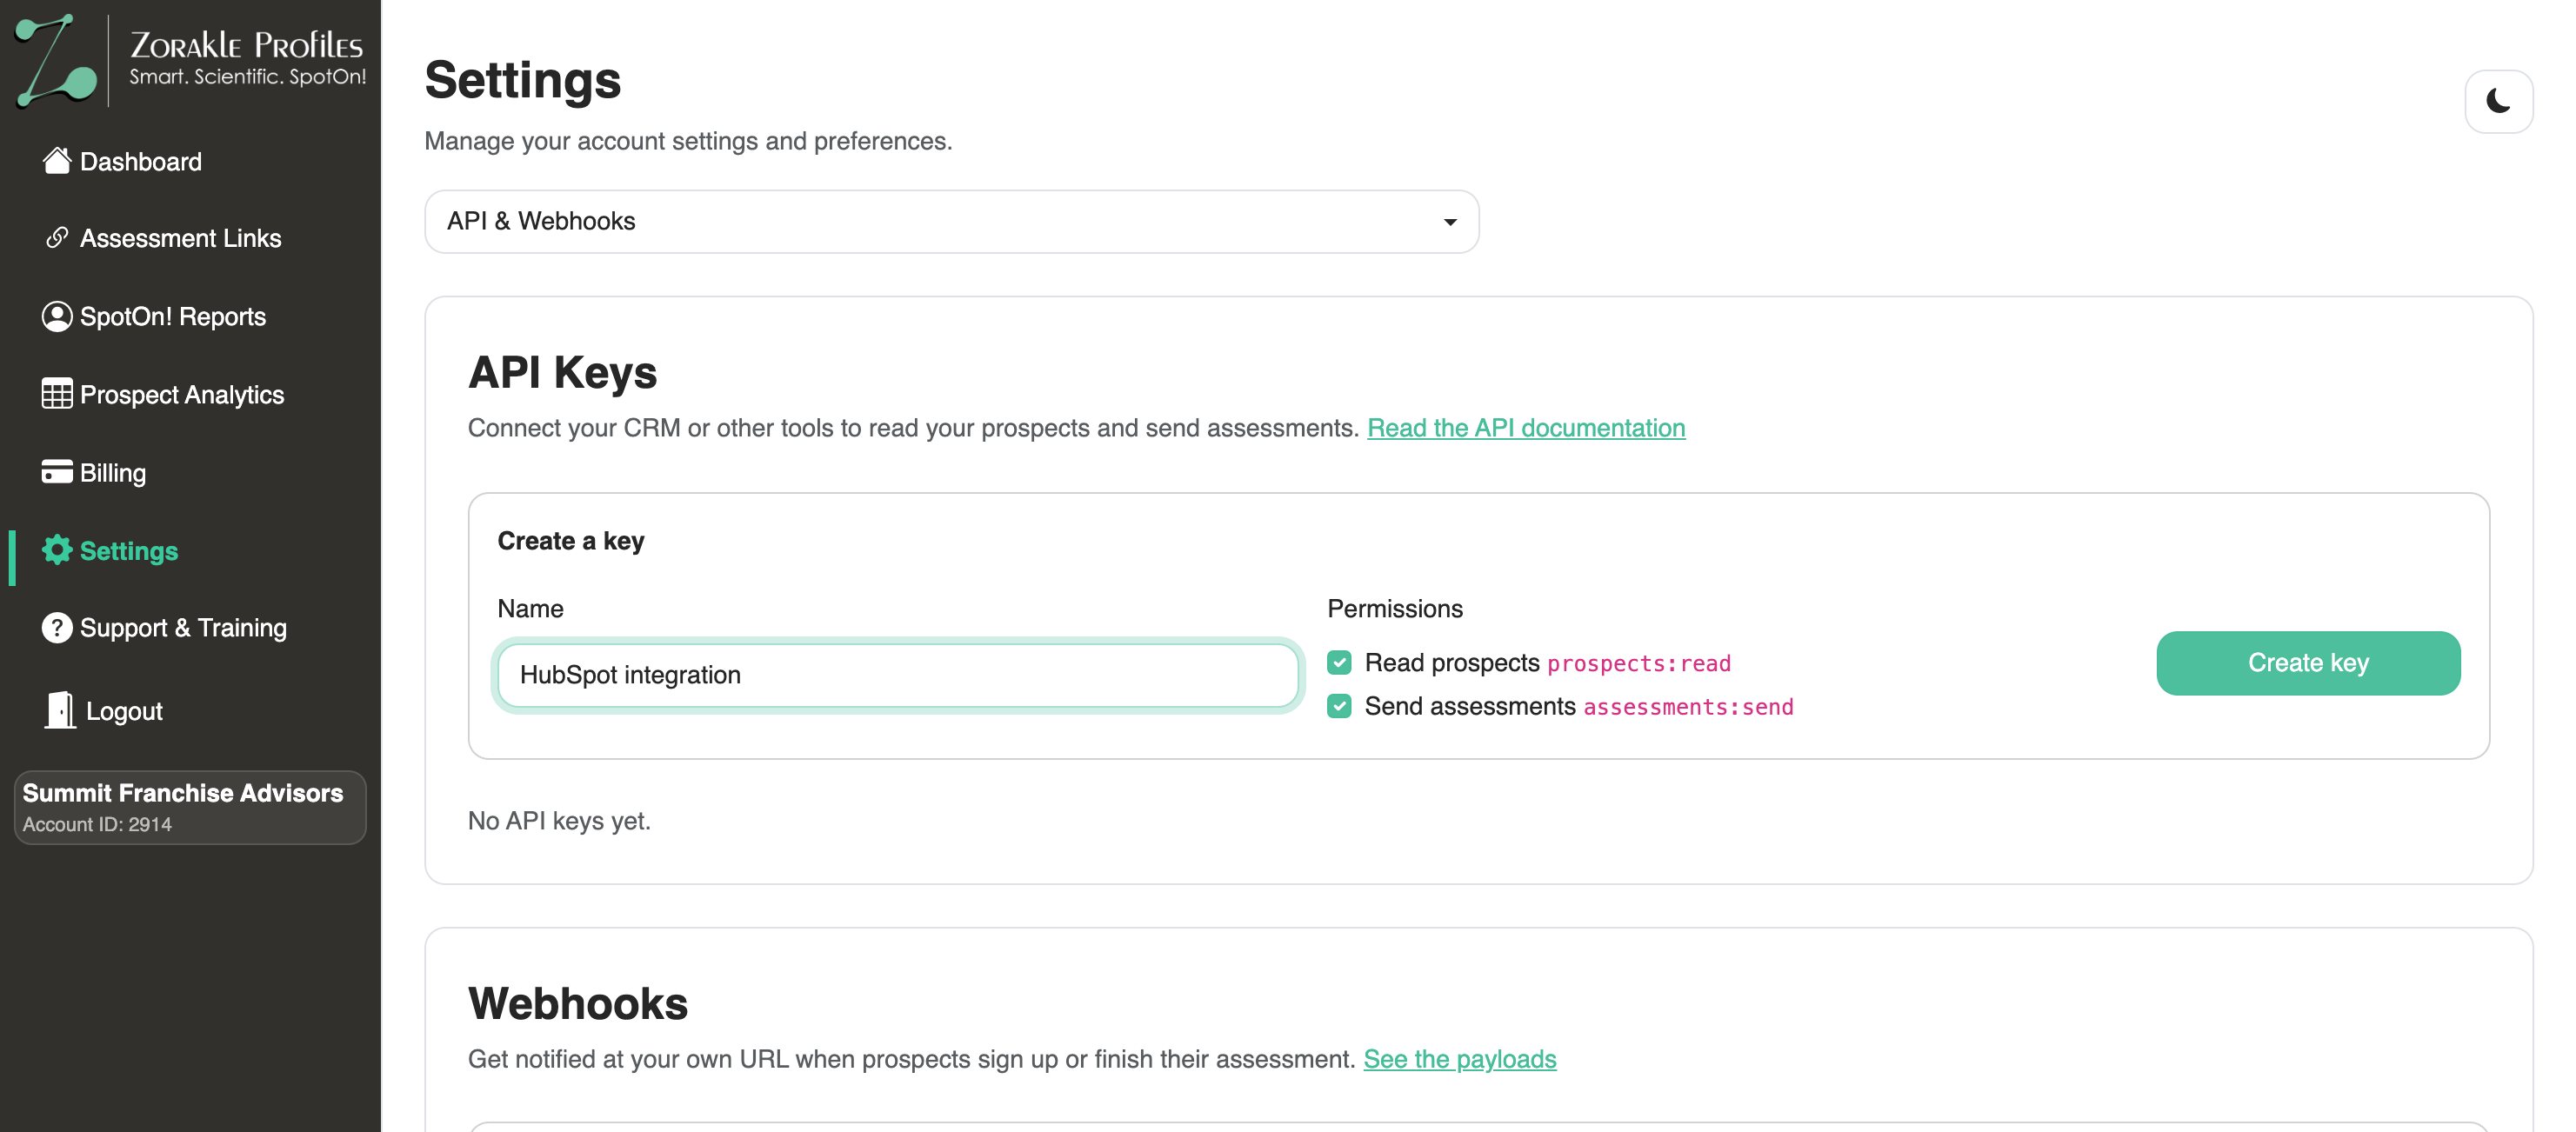 Zorakle Profiles
Smart. Scientific. SpotOn!
Dashboard
Assessment Links
SpotOn! Reports
Prospect Analytics
Billing
Settings
Support & Training
Logout
Summit Franchise Advisors
Account ID: 2914
Settings
Manage your account settings and preferences.
API & Webhooks
API Keys
Connect your CRM or other tools to read your prospects and send assessments. Read the API documentation
Create a key
Name
HubSpot integration
Permissions
Read prospects prospects:read
Send assessments assessments:send
Create key
No API keys yet.
Webhooks
Get notified at your own URL when prospects sign up or finish their assessment. See the payloads